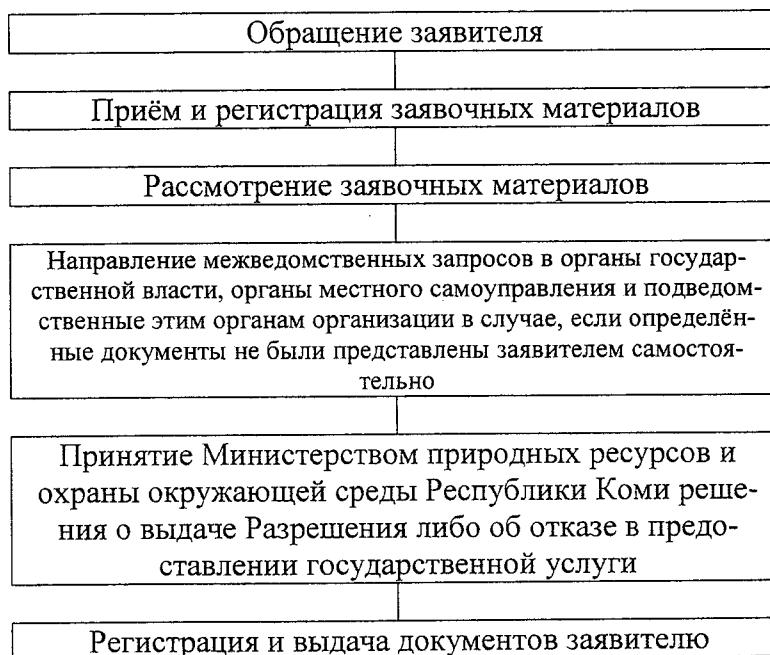 Обращение заявителя
Приём и регистрация заявочных материалов
Рассмотрение заявочных материалов
Направление межведомственных запросов в органы государ-
ственной власти, органы местного самоуправления и подведом-
ственные этим органам организации в случае, если определён-
ные документы не были представлены заявителем самостоя-
тельно
Принятие Министерством природных ресурсов и
охраны окружающей среды Республики Коми реше-
ния о выдаче Разрешения либо об отказе в предо-
ставлении государственной услуги
Регистрация и выдача документов заявителю